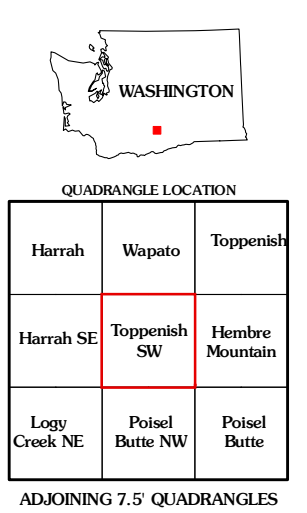 WASHINGTON
QUADRANGLE LOCATION
Harrah
Wapato
Toppenish
Harrah SE
Toppenish
SW
Hembre
Mountain
Logy
Creek NE
Poisel
Butte NW
Poisel
Butte
ADJOINING 7.5' QUADRANGLES